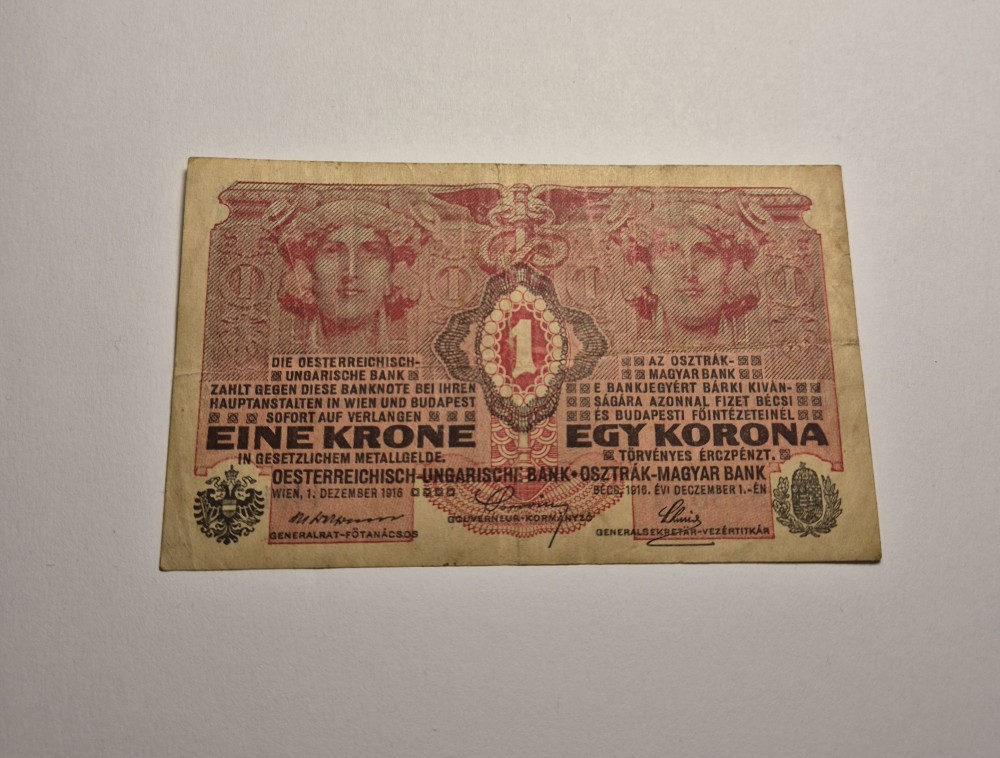 1
DIE OESTERREICHISCH-
UNGARISCHE BANK
ZAHLT GEGEN DIESE BANKNOTE BEI IHREN
HAUPTANSTALTEN IN WIEN UND BUDAPEST
SOFORT AUF VERLANGEN
EINE KRONE
IN GESETZLICHEM METALLGELDE.
AZ OSZTRÁK-
MAGYAR BANK
E BANKJEGYÉRT BÁRKI KIVÁN-
SÁGÁRA AZONNAL FIZET BÉCSI
ÉS BUDAPESTI FŐINTÉZETEINÉL
EGY KORONA
TÖRVÉNYES ÉRCZPÉNZT.
OESTERREICHISCH-UNGARISCHE BANK•OSZTRÁK-MAGYAR BANK
WIEN, 1. DEZEMBER 1916
BÉCS, 1916. ÉVI DECZEMBER 1.-ÉN
GENERALRAT-FŐTANÁCSOS
GOUVERNEUR-KORMÁNYZÓ
GENERALSEKRETÄR-VEZÉRTITKÁR